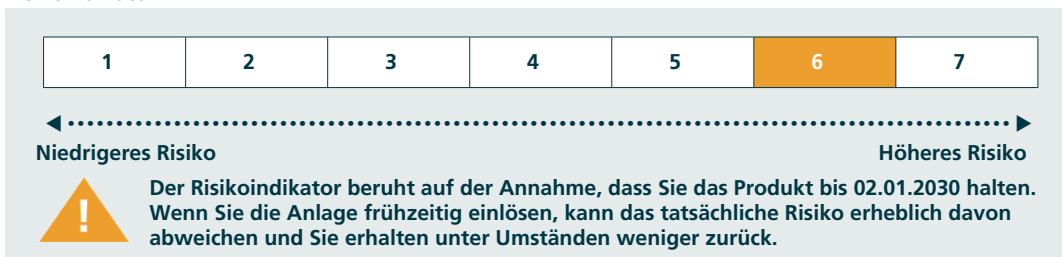 1 2 3 4 5 6 7
Niedrigeres Risiko Höheres Risiko
!
Der Risikoindikator beruht auf der Annahme, dass Sie das Produkt bis 02.01.2030 halten.
Wenn Sie die Anlage frühzeitig einlösen, kann das tatsächliche Risiko erheblich davon
abweichen und Sie erhalten unter Umständen weniger zurück.